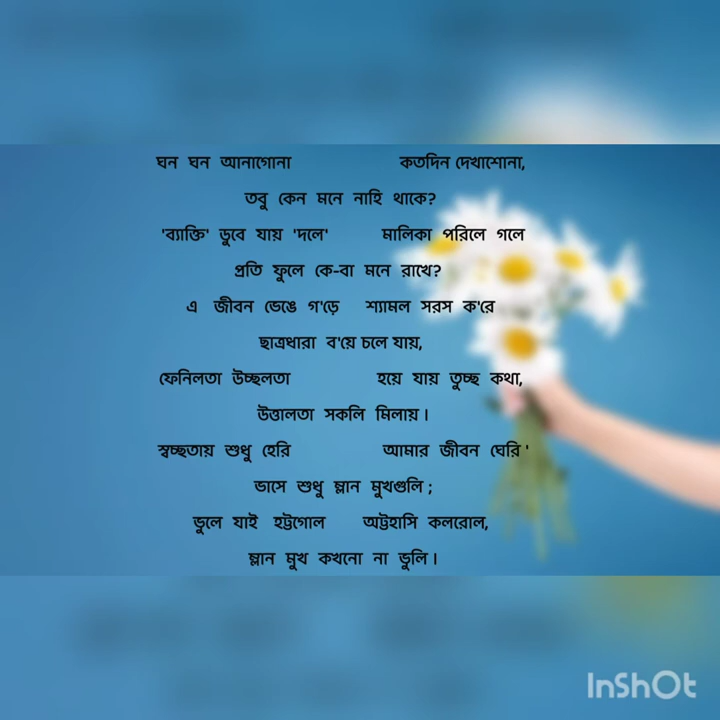 ঘন ঘন আনাগোনা কতদিন দেখাশোনা,
তবু কেন মনে নাহি থাকে?
'ব্যাক্তি' ডুবে যায় 'দলে' মালিকা পরিলে গলে
প্রতি ফুলে কে-বা মনে রাখে?
এ জীবন ভেঙে গ'ড়ে শ্যামল সরস ক'রে
ছাত্রধারা ব'য়ে চলে যায়,
ফেনিলতা উচ্ছলতা হয়ে যায় তুচ্ছ কথা,
উত্তালতা সকলি মিলায়।
স্বচ্ছতায় শুধু হেরি আমার জীবন ঘেরি'
ভাসে শুধু ম্লান মুখগুলি;
ভুলে যাই হট্টগোল অট্টহাসি কলরোল,
ম্লান মুখ কখনো না ভুলি।
InShOt